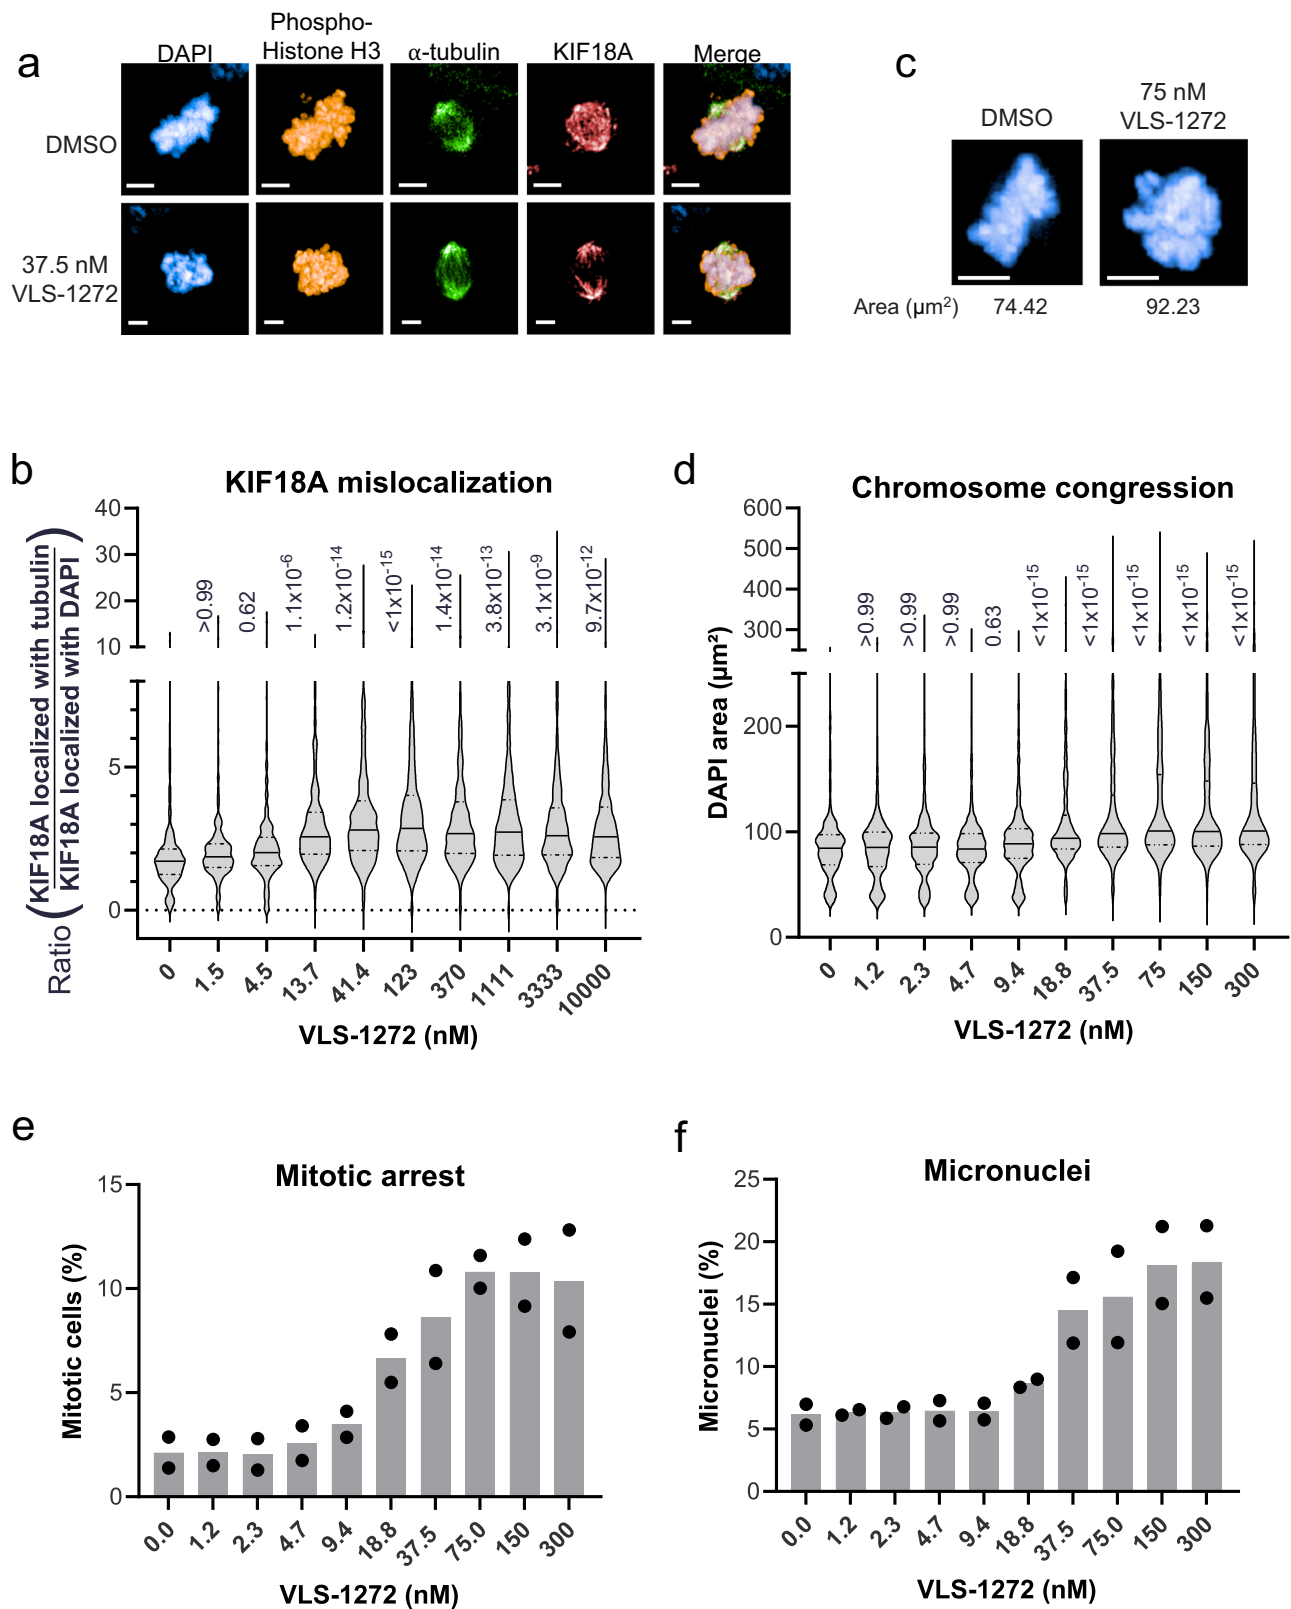 a
DAPI
Phospho-
Histone H3
α-tubulin
KIF18A
Merge
DMSO
37.5 nM
VLS-1272
c
DMSO
75 nM
VLS-1272
Area (µm²)
74.42
92.23
b
KIF18A mislocalization
Ratio (KIF18A localized with tubulin
KIF18A localized with DAPI)
40
30
20
10
5
0
>0.99
0.62
1.1x10⁻⁶
1.2x10⁻¹⁴
<1x10⁻¹⁵
1.4x10⁻¹⁴
3.8x10⁻¹³
3.1x10⁻⁹
9.7x10⁻¹²
0
1.5
4.5
13.7
41.4
123
370
1111
3333
10000
VLS-1272 (nM)
d
Chromosome congression
DAPI area (µm²)
600
500
400
300
200
100
0
>0.99
>0.99
>0.99
0.63
<1x10⁻¹⁵
<1x10⁻¹⁵
<1x10⁻¹⁵
<1x10⁻¹⁵
<1x10⁻¹⁵
0
1.2
2.3
4.7
9.4
18.8
37.5
75
150
300
VLS-1272 (nM)
e
Mitotic arrest
Mitotic cells (%)
15
10
5
0
0.0
1.2
2.3
4.7
9.4
18.8
37.5
75.0
150
300
VLS-1272 (nM)
f
Micronuclei
Micronuclei (%)
25
20
15
10
5
0
0.0
1.2
2.3
4.7
9.4
18.8
37.5
75.0
150
300
VLS-1272 (nM)